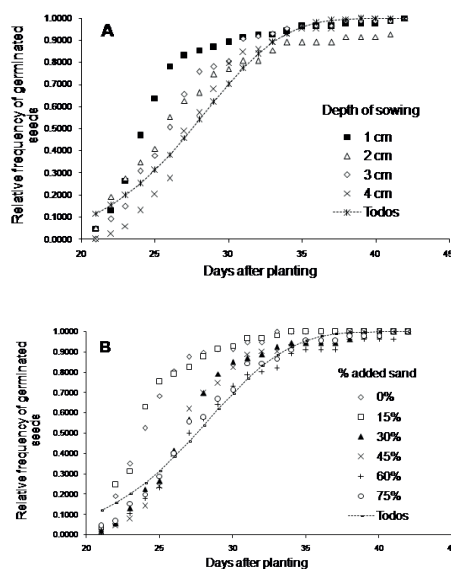 A
Relative frequency of germinated
seeds
1.0000
0.9000
0.8000
0.7000
0.6000
0.5000
0.4000
0.3000
0.2000
0.1000
0.0000
Depth of sowing
1 cm
2 cm
3 cm
4 cm
Todos
20 25 30 35 40 45
Days after planting
B
Relative frequency of germinated
seeds
1.0000
0.9000
0.8000
0.7000
0.6000
0.5000
0.4000
0.3000
0.2000
0.1000
0.0000
% added sand
0%
15%
30%
45%
60%
75%
Todos
20 25 30 35 40 45
Days after planting